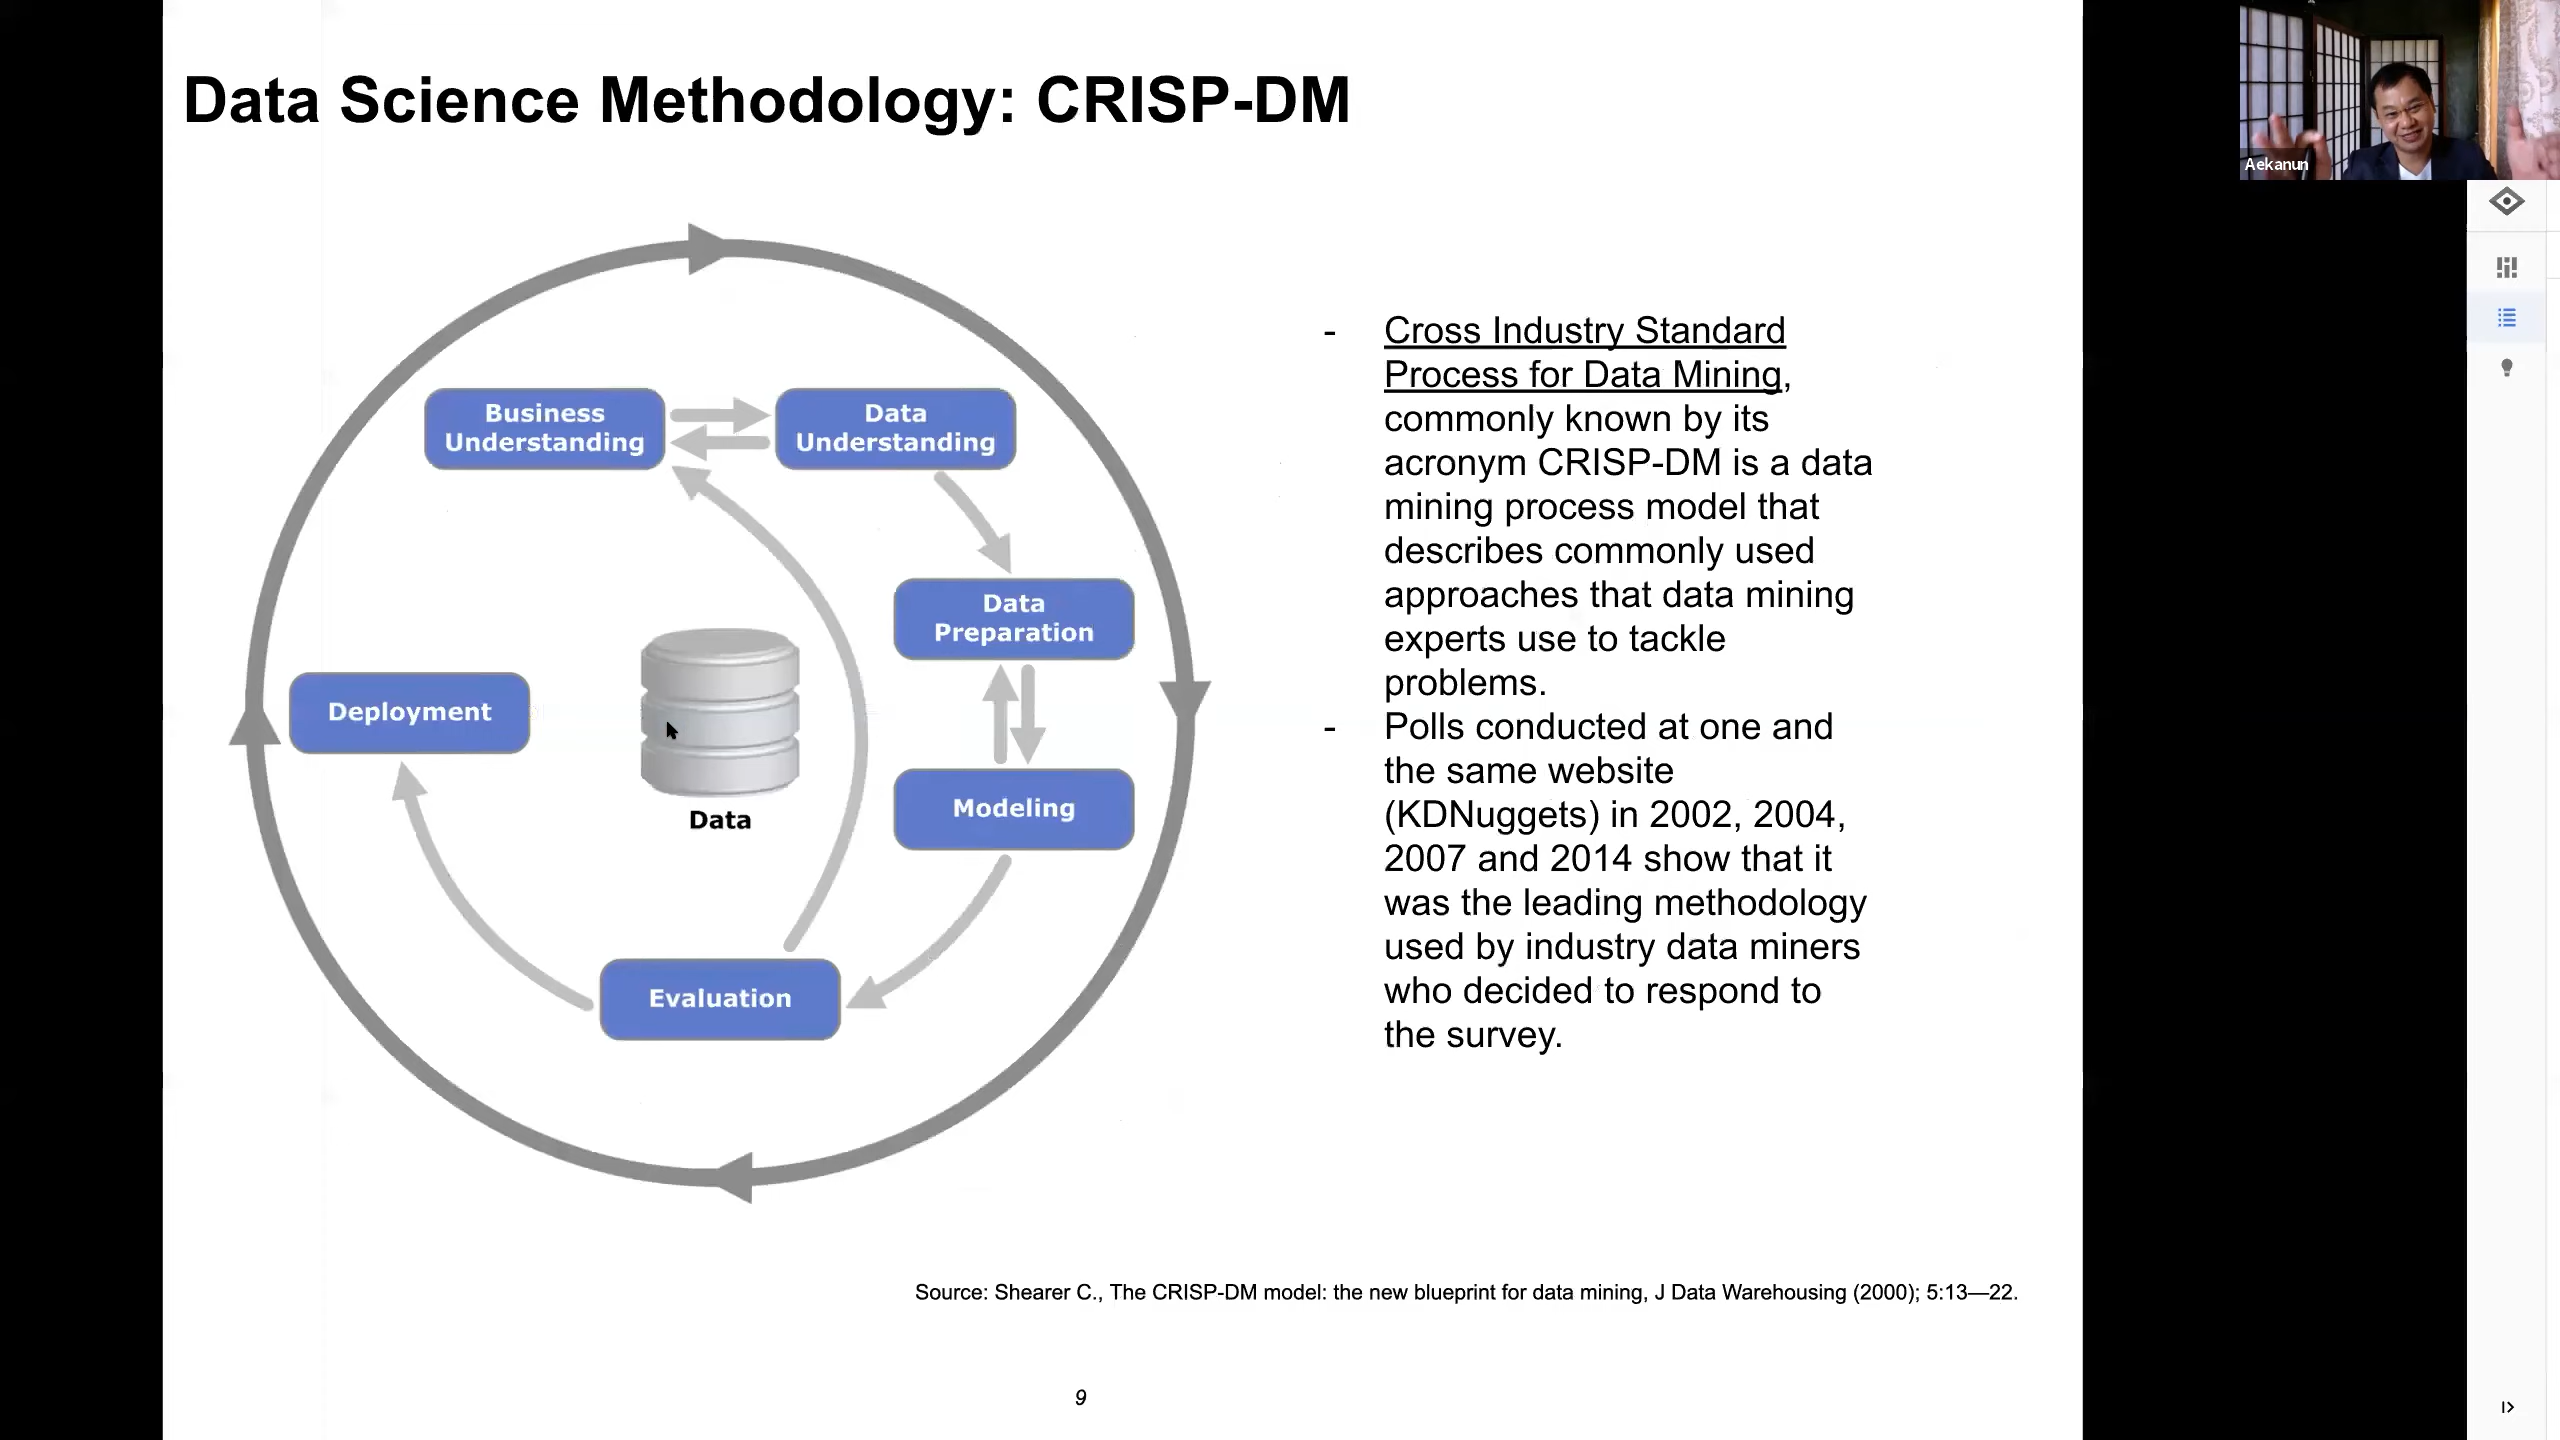 Data Science Methodology: CRISP-DM
Aekanun
Business
Understanding
Data
Understanding
Data
Preparation
Modeling
Evaluation
Deployment
Data
- Cross Industry Standard
Process for Data Mining,
commonly known by its
acronym CRISP-DM is a data
mining process model that
describes commonly used
approaches that data mining
experts use to tackle
problems.
- Polls conducted at one and
the same website
(KDNuggets) in 2002, 2004,
2007 and 2014 show that it
was the leading methodology
used by industry data miners
who decided to respond to
the survey.
Source: Shearer C., The CRISP-DM model: the new blueprint for data mining, J Data Warehousing (2000); 5:13—22.
9